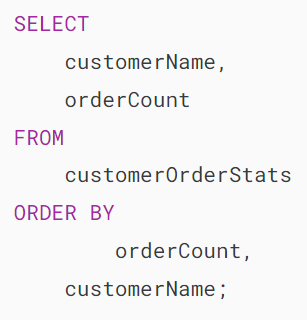 SELECT
    customerName,
    orderCount
FROM
    customerOrderStats
ORDER BY
        orderCount,
    customerName;